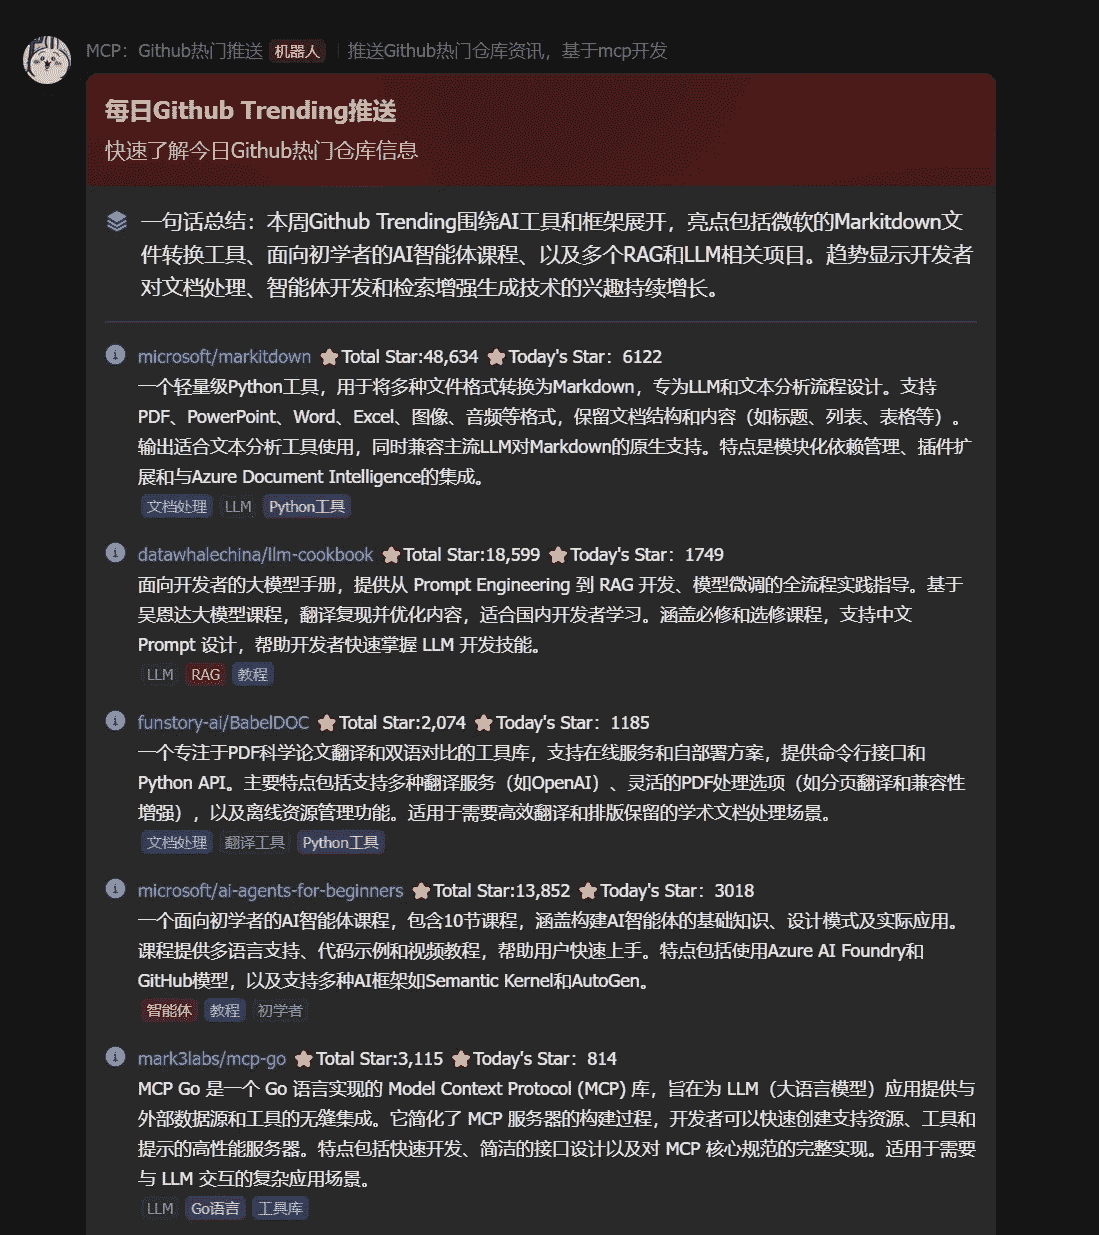 MCP：Github热门推送 机器人 | 推送Github热门仓库资讯，基于mcp开发
每日Github Trending推送
快速了解今日Github热门仓库信息
一句话总结：本周Github Trending围绕AI工具和框架展开，亮点包括微软的Markitdown文
件转换工具、面向初学者的AI智能体课程、以及多个RAG和LLM相关项目。趋势显示开发者
对文档处理、智能体开发和检索增强生成技术的兴趣持续增长。
microsoft/markitdown ⭐Total Star:48,634 ⭐Today's Star：6122
一个轻量级Python工具，用于将多种文件格式转换为Markdown，专为LLM和文本分析流程设计。支持
PDF、PowerPoint、Word、Excel、图像、音频等格式，保留文档结构和内容（如标题、列表、表格等）。
输出适合文本分析工具使用，同时兼容主流LLM对Markdown的原生支持。特点是模块化依赖管理、插件扩
展和与Azure Document Intelligence的集成。
文档处理 LLM Python工具
datawhalechina/llm-cookbook ⭐Total Star:18,599 ⭐Today's Star：1749
面向开发者的大模型手册，提供从 Prompt Engineering 到 RAG 开发、模型微调的全流程实践指导。基于
吴恩达大模型课程，翻译复现并优化内容，适合国内开发者学习。涵盖必修和选修课程，支持中文
Prompt 设计，帮助开发者快速掌握 LLM 开发技能。
LLM RAG 教程
funstory-ai/BabelDOC ⭐Total Star:2,074 ⭐Today's Star：1185
一个专注于PDF科学论文翻译和双语对比的工具库，支持在线服务和自部署方案，提供命令行接口和
Python API。主要特点包括支持多种翻译服务（如OpenAI）、灵活的PDF处理选项（如分页翻译和兼容性
增强），以及离线资源管理功能。适用于需要高效翻译和排版保留的学术文档处理场景。
文档处理 翻译工具 Python工具
microsoft/ai-agents-for-beginners ⭐Total Star:13,852 ⭐Today's Star：3018
一个面向初学者的AI智能体课程，包含10节课程，涵盖构建AI智能体的基础知识、设计模式及实际应用。
课程提供多语言支持、代码示例和视频教程，帮助用户快速上手。特点包括使用Azure AI Foundry和
GitHub模型，以及支持多种AI框架如Semantic Kernel和AutoGen。
智能体 教程 初学者
mark3labs/mcp-go ⭐Total Star:3,115 ⭐Today's Star：814
MCP Go 是一个 Go 语言实现的 Model Context Protocol (MCP) 库，旨在为 LLM（大语言模型）应用提供与
外部数据源和工具的无缝集成。它简化了 MCP 服务器的构建过程，开发者可以快速创建支持资源、工具和
提示的高性能服务器。特点包括快速开发、简洁的接口设计以及对 MCP 核心规范的完整实现。适用于需要
与 LLM 交互的复杂应用场景。
LLM Go语言 工具库